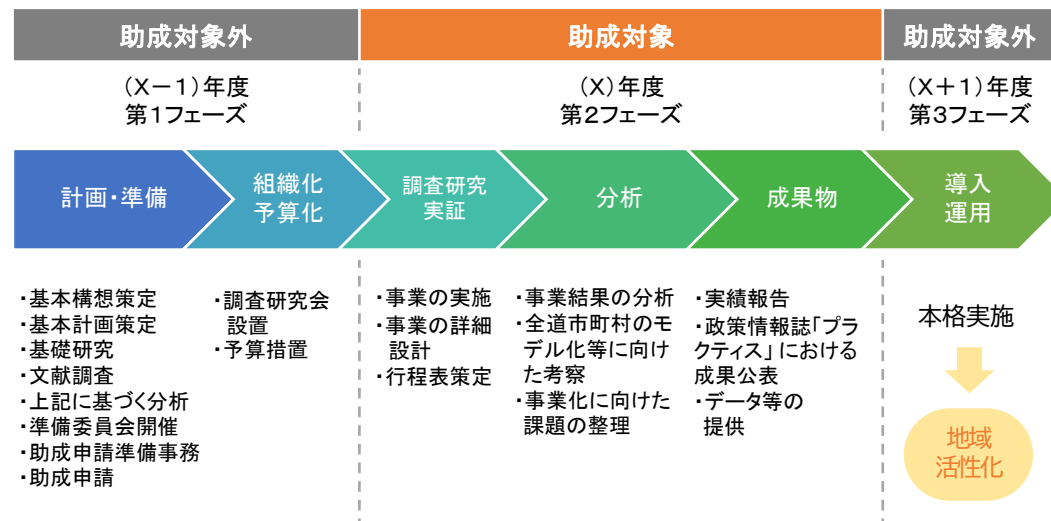 助成対象外
助成対象
助成対象外
(X－1)年度
第1フェーズ
(X)年度
第2フェーズ
(X＋1)年度
第3フェーズ
計画・準備
組織化
予算化
調査研究
実証
分析
成果物
導入
運用
・基本構想策定
・基本計画策定
・基礎研究
・文献調査
・上記に基づく分析
・準備委員会開催
・助成申請準備事務
・助成申請
・調査研究会
設置
・予算措置
・事業の実施
・事業の詳細
設計
・行程表策定
・事業結果の分析
・全道市町村のモ
デル化等に向け
た考察
・事業化に向けた
課題の整理
・実績報告
・政策情報誌「プラ
クティス」における
成果公表
・データ等の
提供
本格実施
地域
活性化